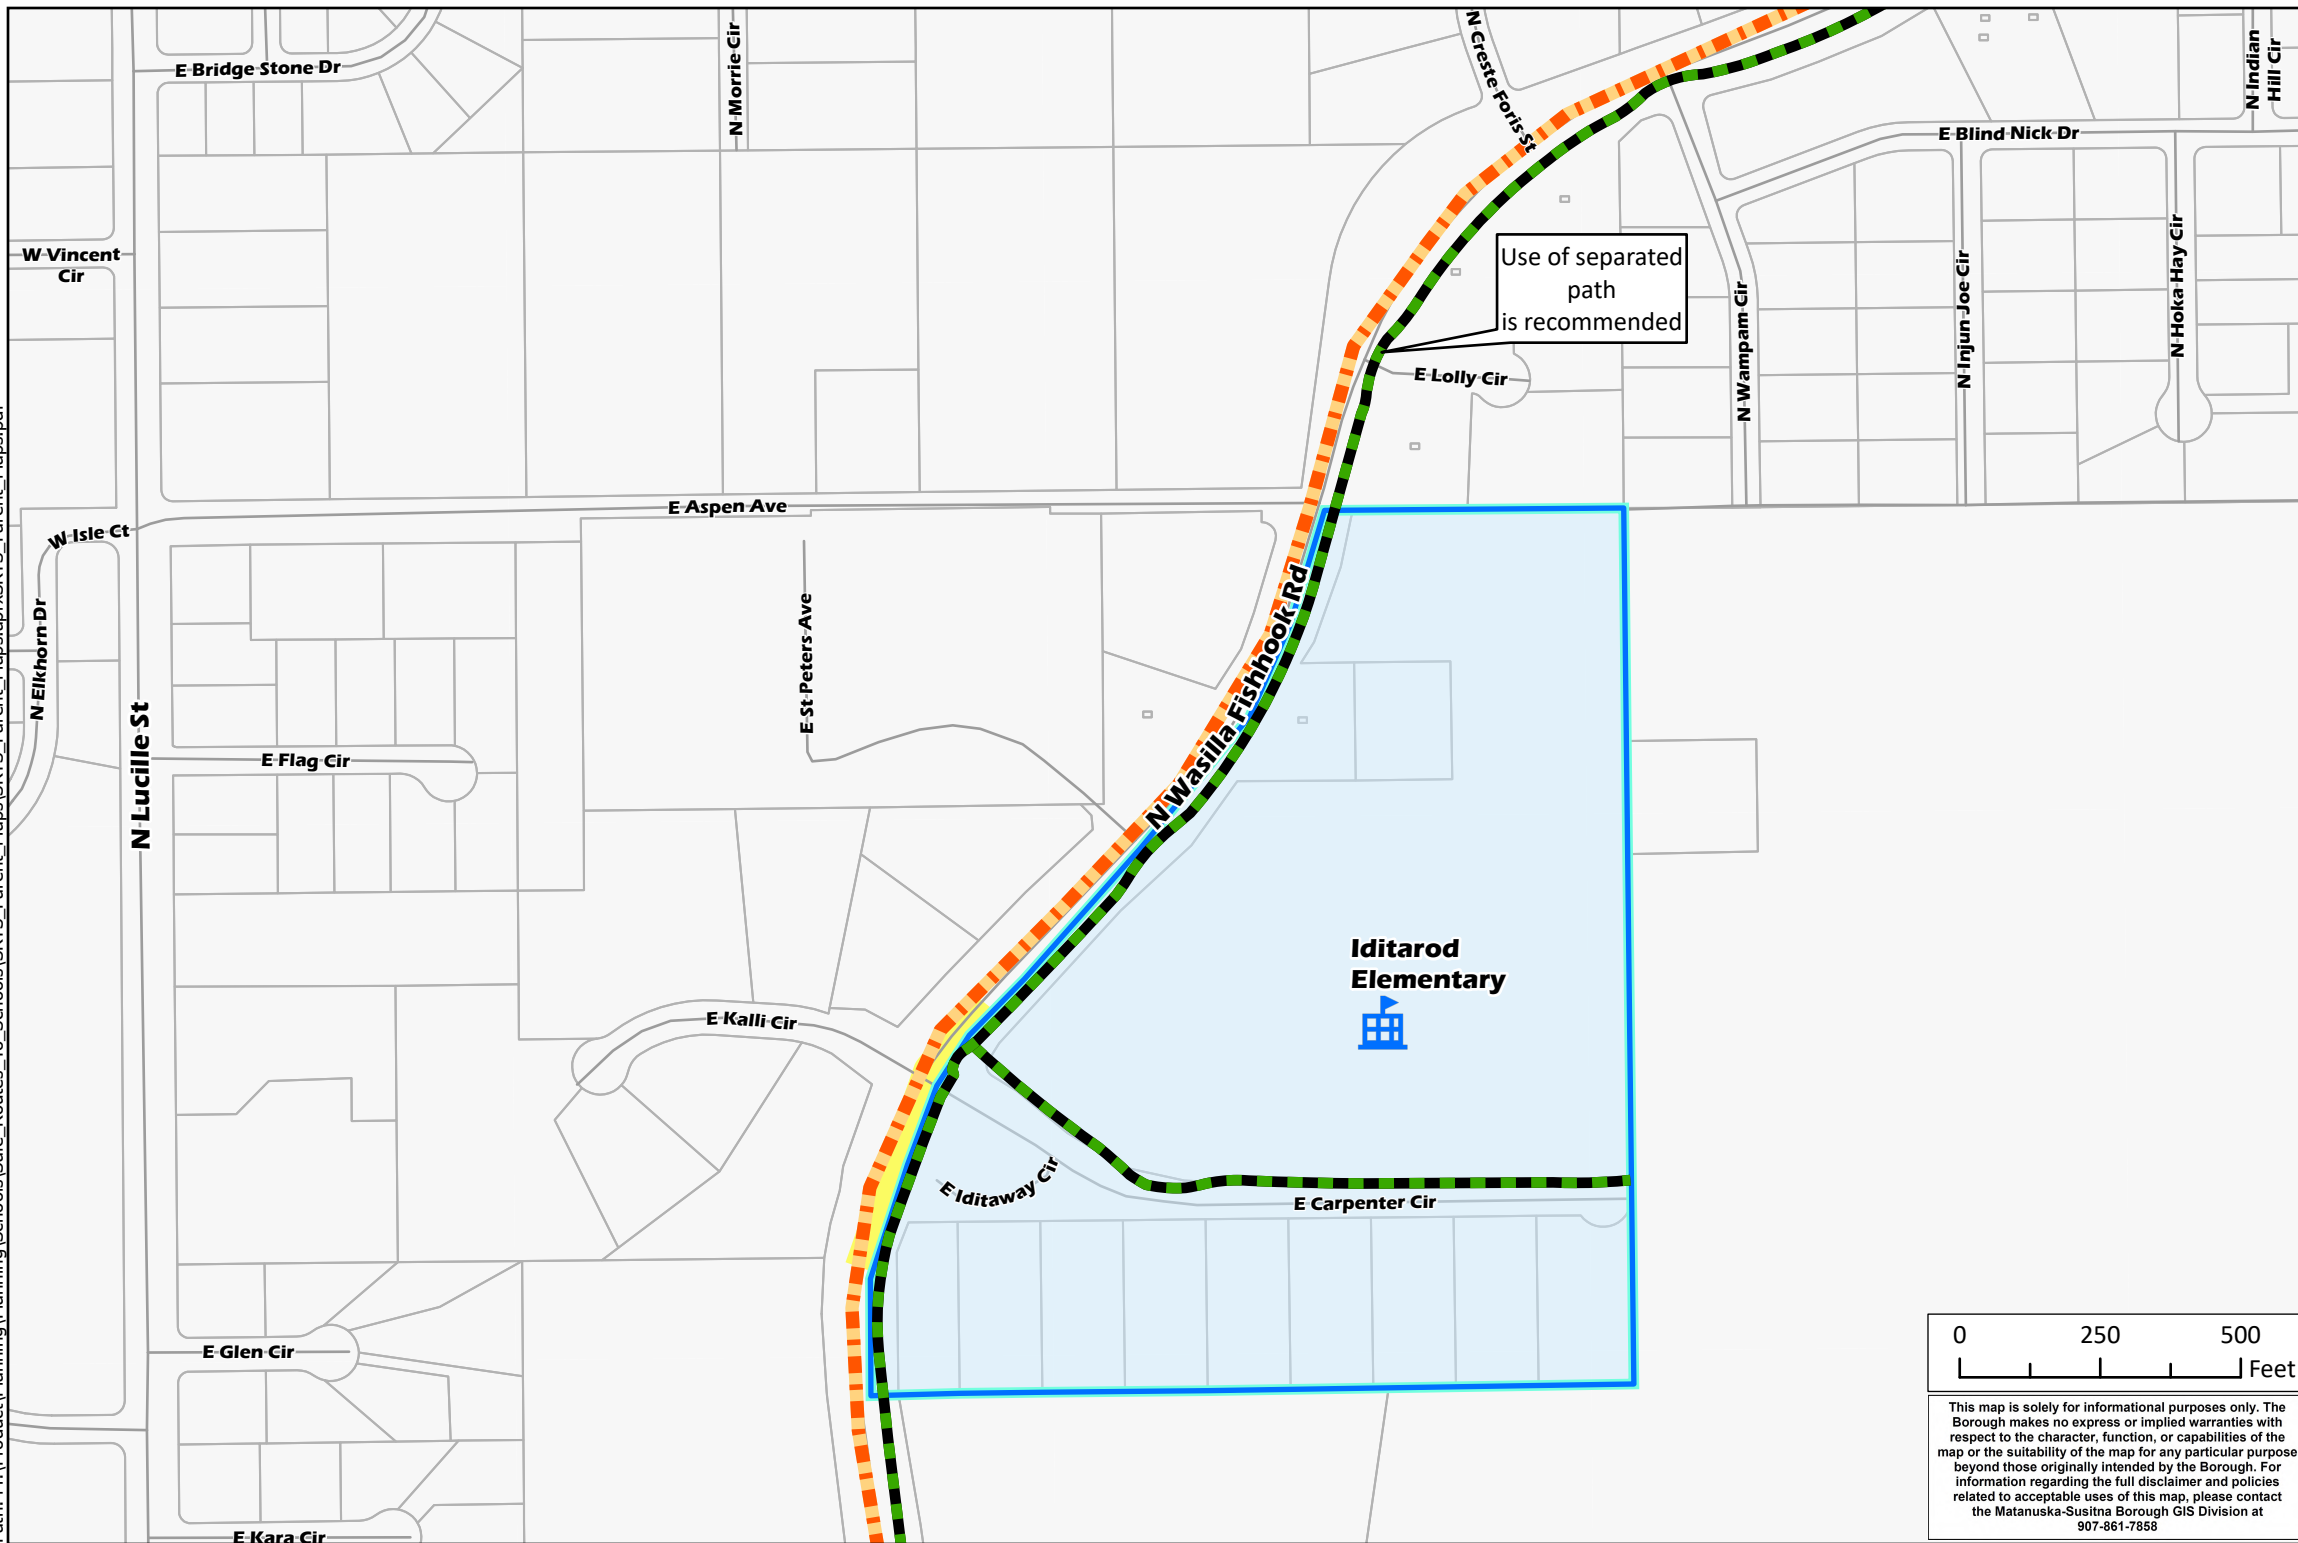 E Bridge Stone Dr
N Morrie Cir
N Creste Foris St
N Indian
Hill Cir
E Blind Nick Dr
W Vincent
Cir
Use of separated
path
is recommended
N Wampam Cir
N Injun Joe Cir
N Hoka Hay Cir
E Lolly Cir
E Aspen Ave
W Isle Ct
N Elkhorn Dr
N Lucille St
E St Peters Ave
N Wasilla Fishhook Rd
E Flag Cir
Iditarod
Elementary
E Kalli Cir
E Iditaway Cir
E Carpenter Cir
E Glen Cir
E Kara Cir
0 250 500
Feet
This map is solely for informational purposes only. The
Borough makes no express or implied warranties with
respect to the character, function, or capabilities of the
map or the suitability of the map for any particular purpose
beyond those originally intended by the Borough. For
information regarding the full disclaimer and policies
related to acceptable uses of this map, please contact
the Matanuska-Susitna Borough GIS Division at
907-861-7858